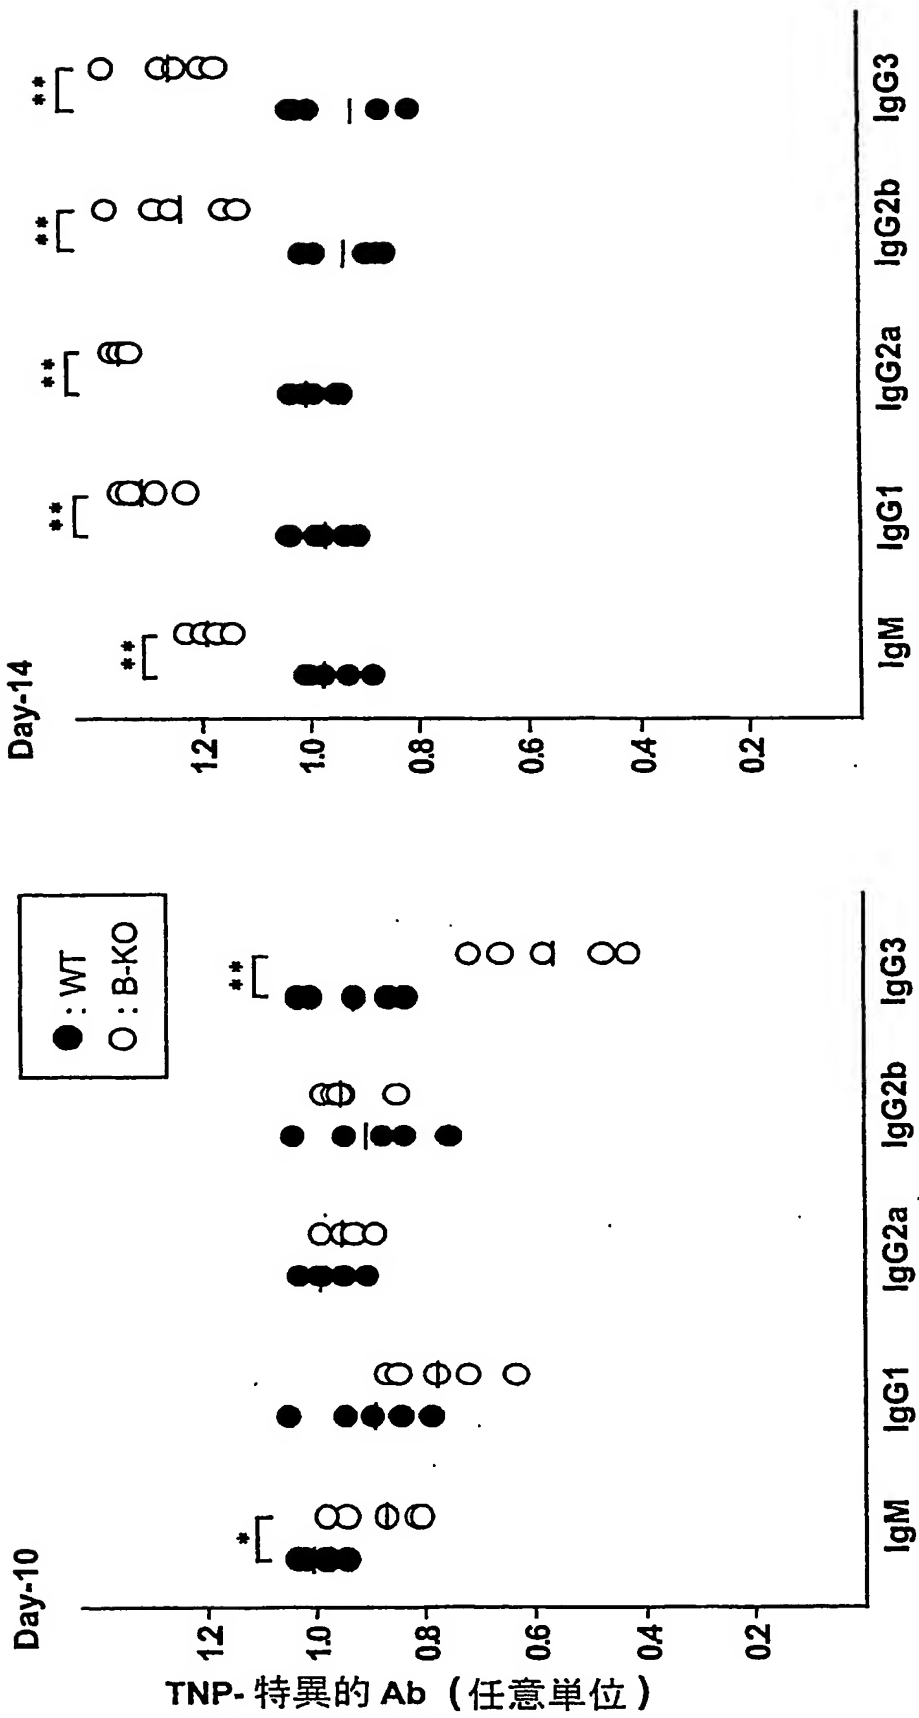 Day-10
●: WT
○: B-KO
*
**
1.2
1.0
0.8
0.6
0.4
0.2
TNP-特異的 Ab (任意単位)
IgM
IgG1
IgG2a
IgG2b
IgG3
Day-14
**
**
**
**
**
1.2
1.0
0.8
0.6
0.4
0.2
IgM
IgG1
IgG2a
IgG2b
IgG3